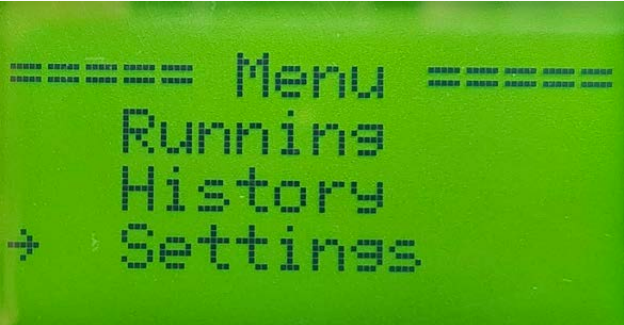 ===== Menu =====
Running
History
→ Settings